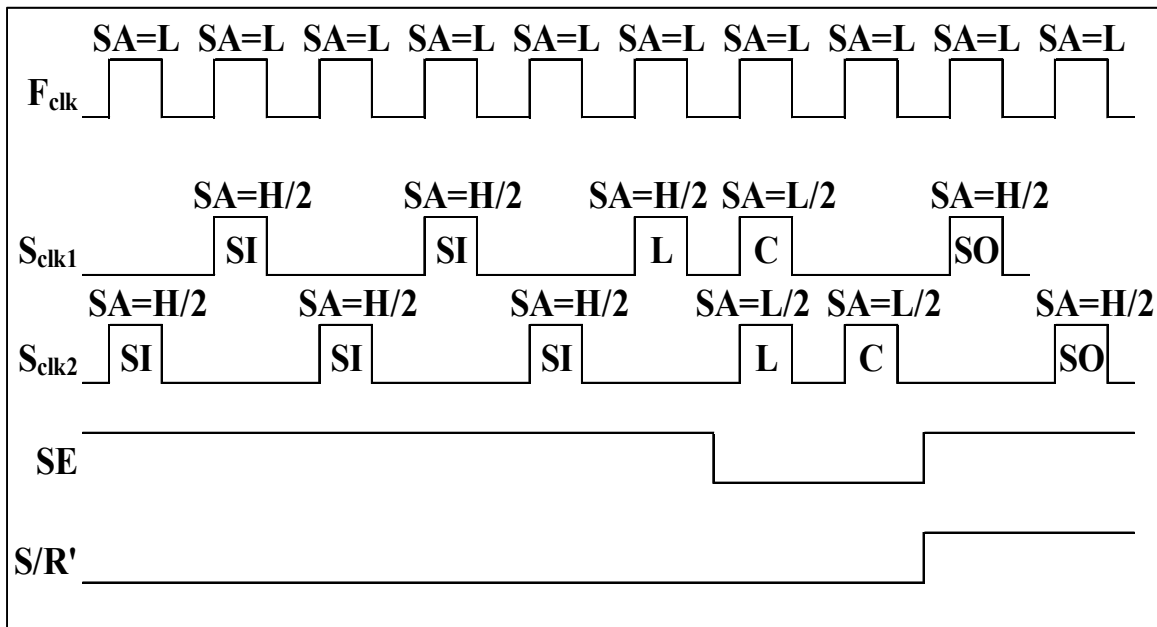 SA=L SA=L SA=L SA=L SA=L SA=L SA=L SA=L SA=L SA=L
Fclk
SA=H/2 SA=H/2 SA=H/2 SA=L/2 SA=H/2
Sclk1 SI SI L C SO
SA=H/2 SA=H/2 SA=H/2 SA=L/2 SA=L/2 SA=H/2
Sclk2 SI SI SI L C SO
SE
S/R'